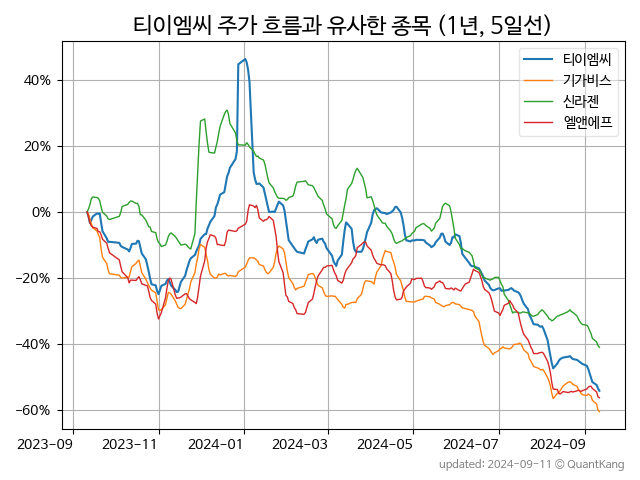 티이엠씨 주가 흐름과 유사한 종목 (1년, 5일선)
티이엠씨
기가비스
신라젠
엘앤에프
40%
20%
0%
−20%
−40%
−60%
2023-09 2023-11 2024-01 2024-03 2024-05 2024-07 2024-09
updated: 2024-09-11 © QuantKang